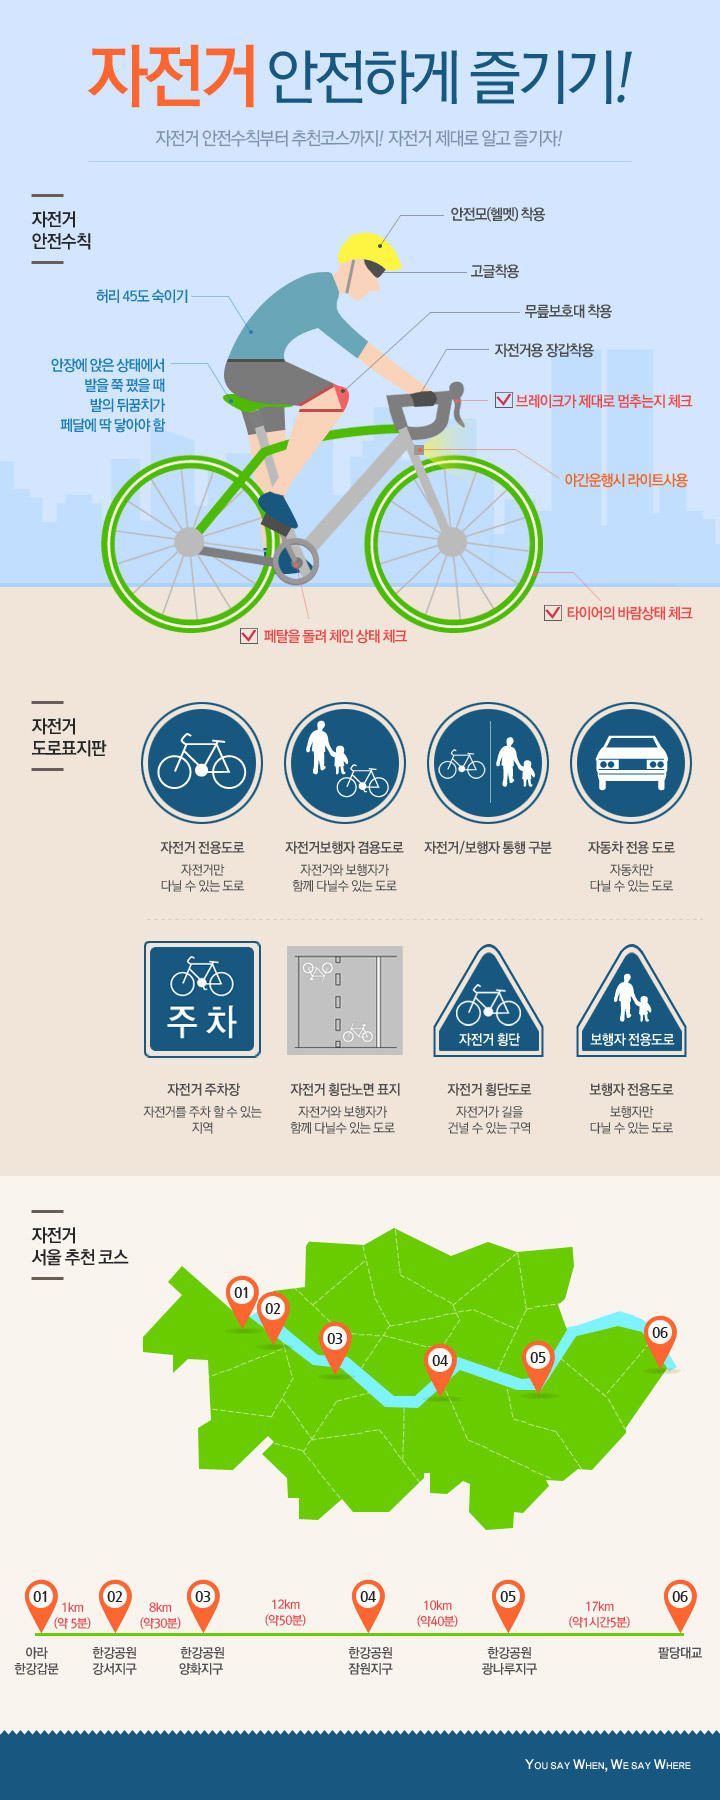 자전거 안전하게 즐기기!
자전거 안전수칙부터 추천코스까지! 자전거 제대로 알고 즐기자!
자전거
안전수칙
안전모(헬멧) 착용
고글착용
허리 45도 숙이기
무릎보호대 착용
자전거용 장갑착용
안장에 앉은 상태에서
발을 쭉 폈을 때
발의 뒤꿈치가
페달에 딱 닿아야 함
브레이크가 제대로 멈추는지 체크
야간운행시 라이트사용
타이어의 바람상태 체크
페탈을 돌려 체인 상태 체크
자전거
도로표지판
자전거 전용도로
자전거만
다닐 수 있는 도로
자전거보행자 겸용도로
자전거와 보행자가
함께 다닐수 있는 도로
자전거/보행자 통행 구분
자동차 전용 도로
자동차만
다닐 수 있는 도로
주 차
자전거 횡단
보행자 전용도로
자전거 주차장
자전거를 주차 할 수 있는
지역
자전거 횡단노면 표지
자전거와 보행자가
함께 다닐수 있는 도로
자전거 횡단도로
자전거가 길을
건널 수 있는 구역
보행자 전용도로
보행자만
다닐 수 있는 도로
자전거
서울 추천 코스
01
02
03
04
05
06
01
1km
(약 5분)
02
8km
(약30분)
03
12km
(약50분)
04
10km
(약40분)
05
17km
(약1시간5분)
06
아라
한강갑문
한강공원
강서지구
한강공원
양화지구
한강공원
잠원지구
한강공원
광나루지구
팔당대교
YOU SAY WHEN, WE SAY WHERE